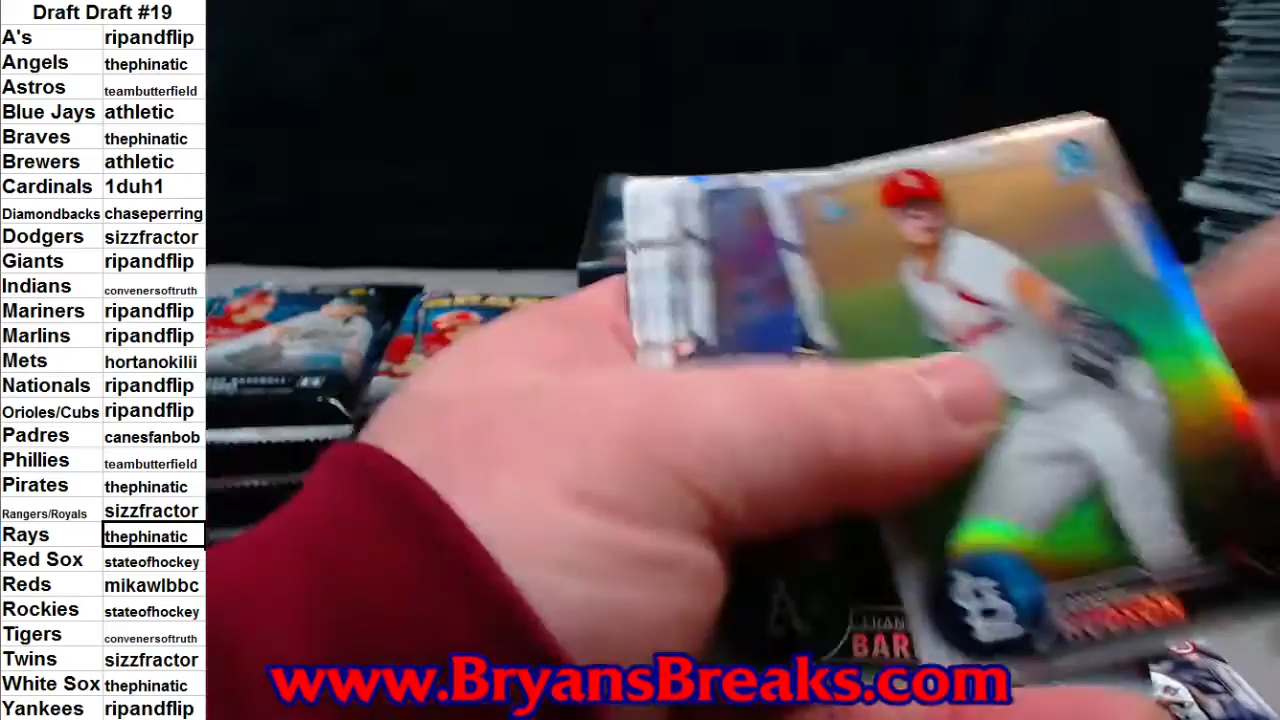 Draft Draft #19
A's ripandflip
Angels thephinatic
Astros teambutterfield
Blue Jays athletic
Braves thephinatic
Brewers athletic
Cardinals 1duh1
Diamondbacks chaseperring
Dodgers sizzfractor
Giants ripandflip
Indians convenersoftruth
Mariners ripandflip
Marlins ripandflip
Mets hortanokilii
Nationals ripandflip
Orioles/Cubs ripandflip
Padres canesfanbob
Phillies teambutterfield
Pirates thephinatic
Rangers/Royals sizzfractor
Rays thephinatic
Red Sox stateofhockey
Reds mikawlbbc
Rockies stateofhockey
Tigers convenersoftruth
Twins sizzfractor
White Sox thephinatic
Yankees ripandflip
BAR
www.BryansBreaks.com